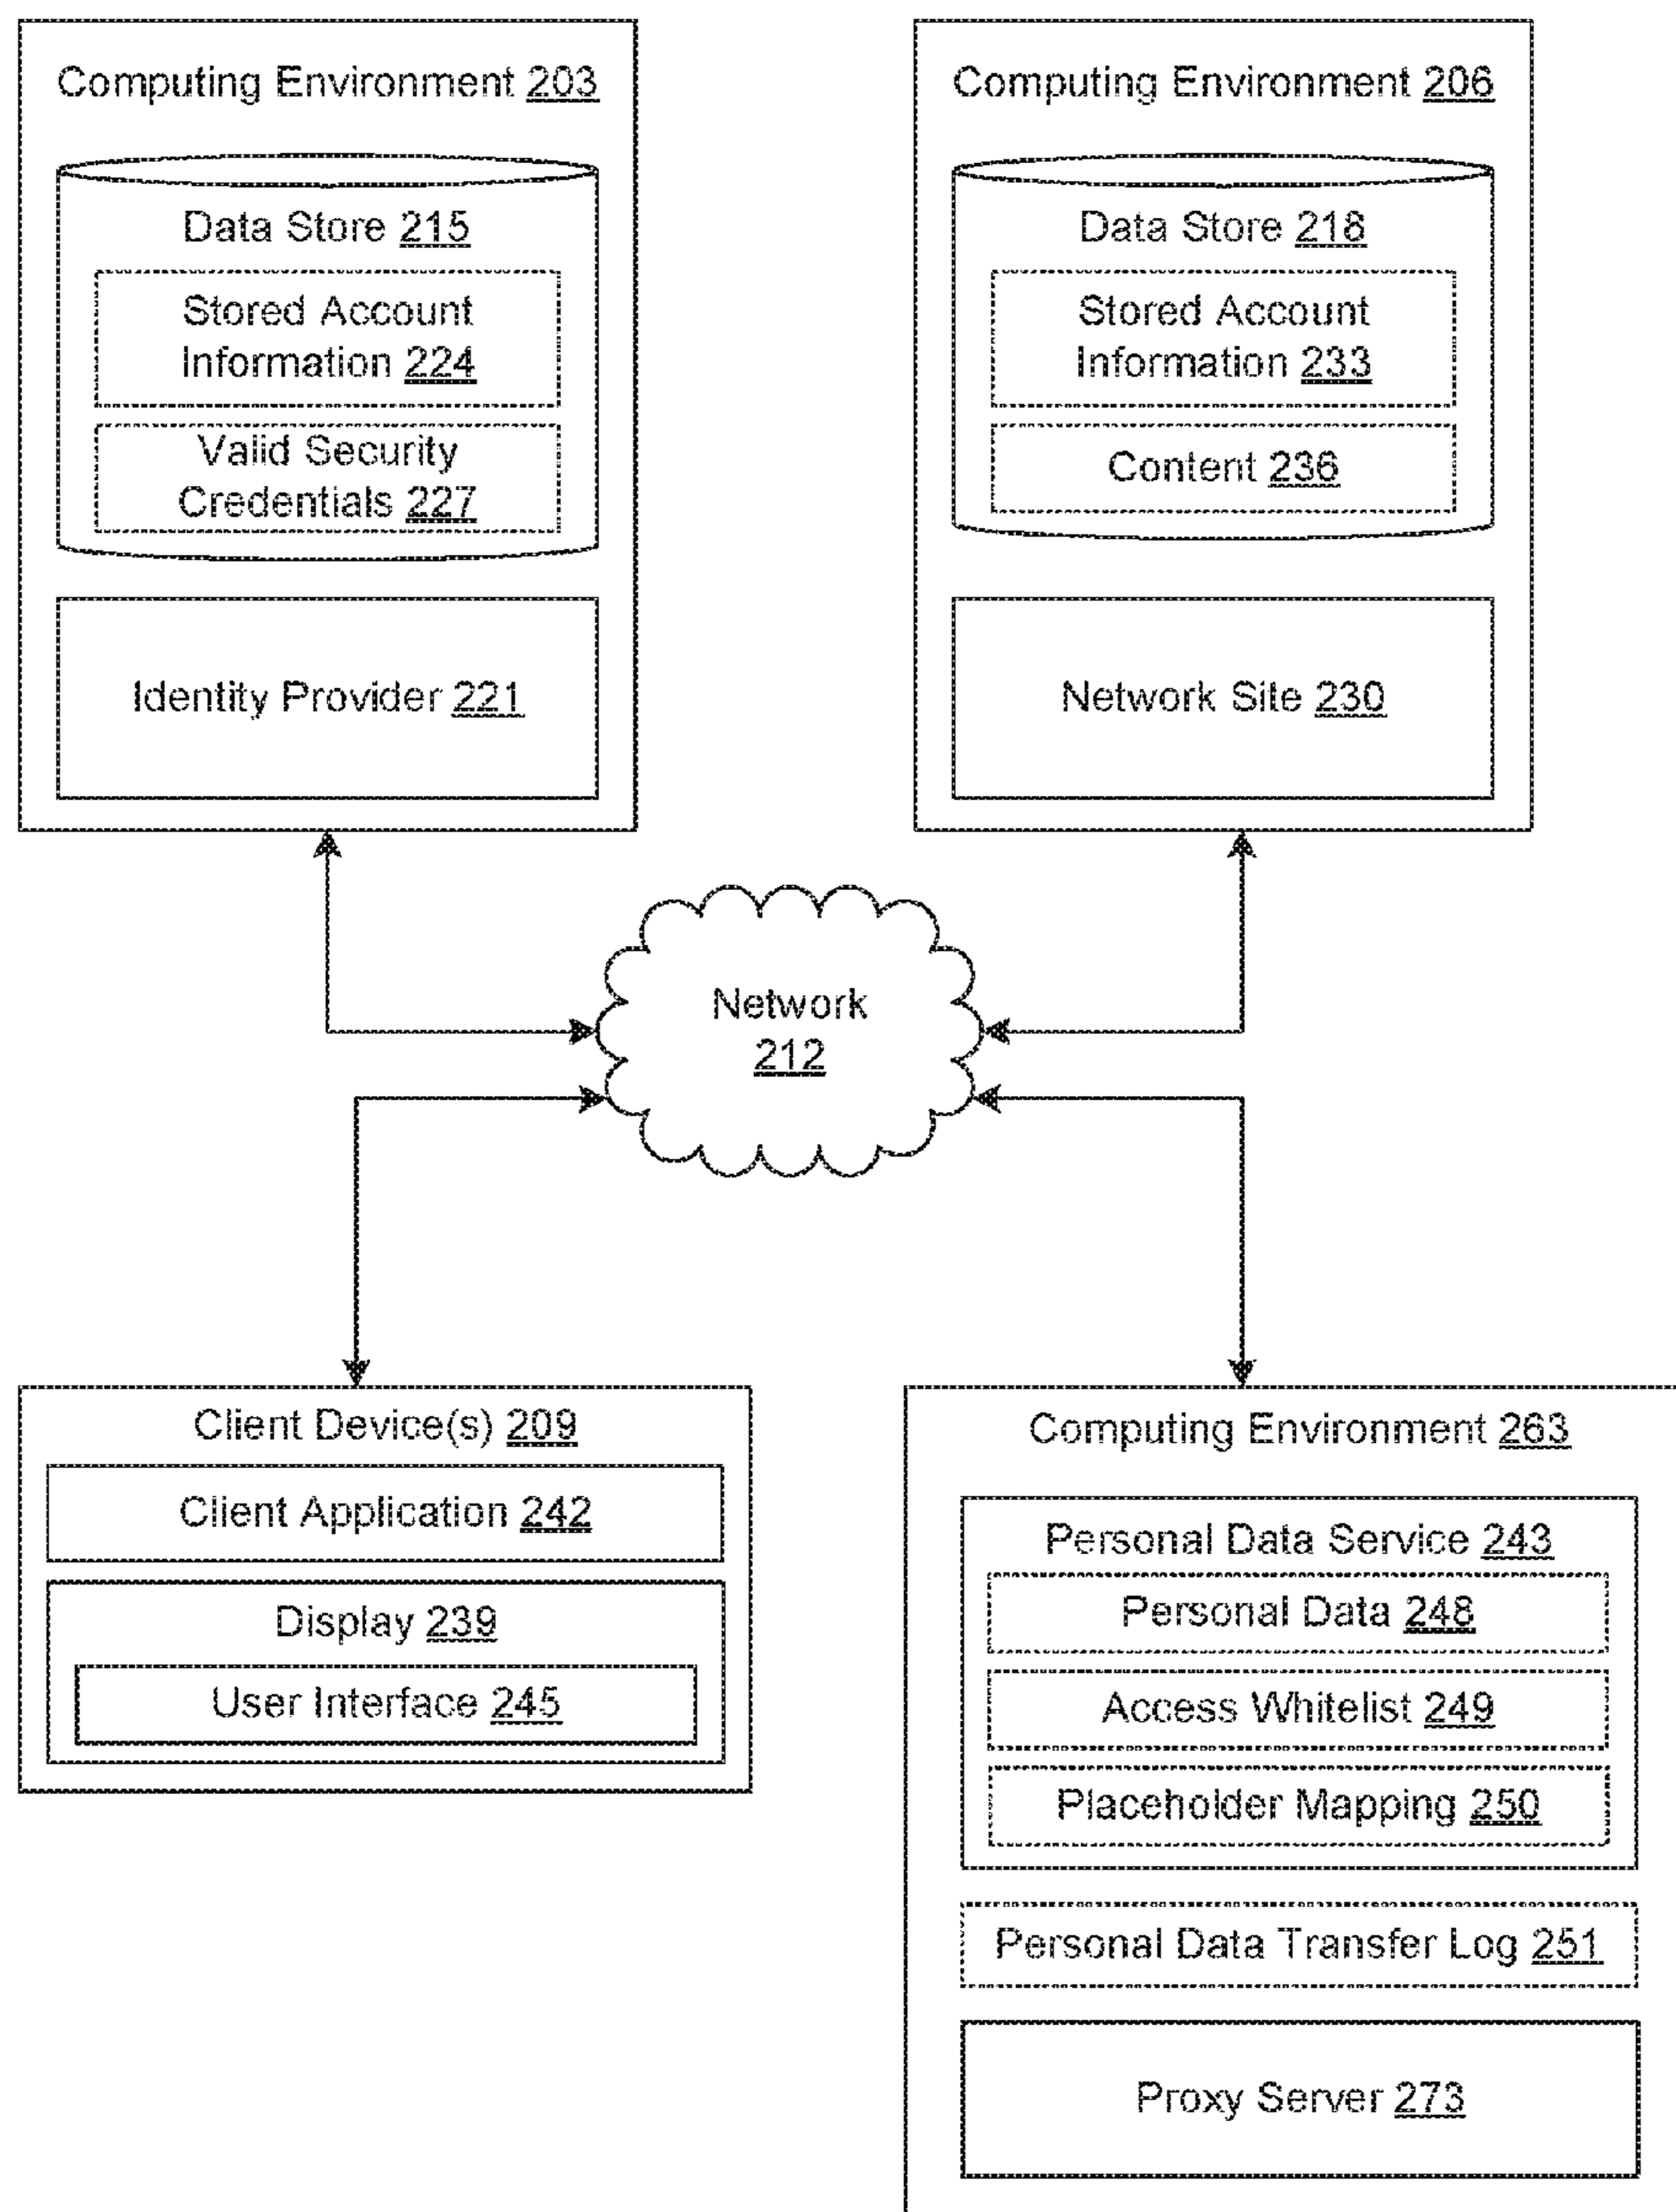 Computing Environment 203
Data Store 215
Stored Account
Information 224
Valid Security
Credentials 227
Identity Provider 221
Computing Environment 206
Data Store 218
Stored Account
Information 233
Content 236
Network Site 230
Network
212
Client Device(s) 209
Client Application 242
Display 239
User Interface 245
Computing Environment 263
Personal Data Service 243
Personal Data 248
Access Whitelist 249
Placeholder Mapping 250
Personal Data Transfer Log 251
Proxy Server 273